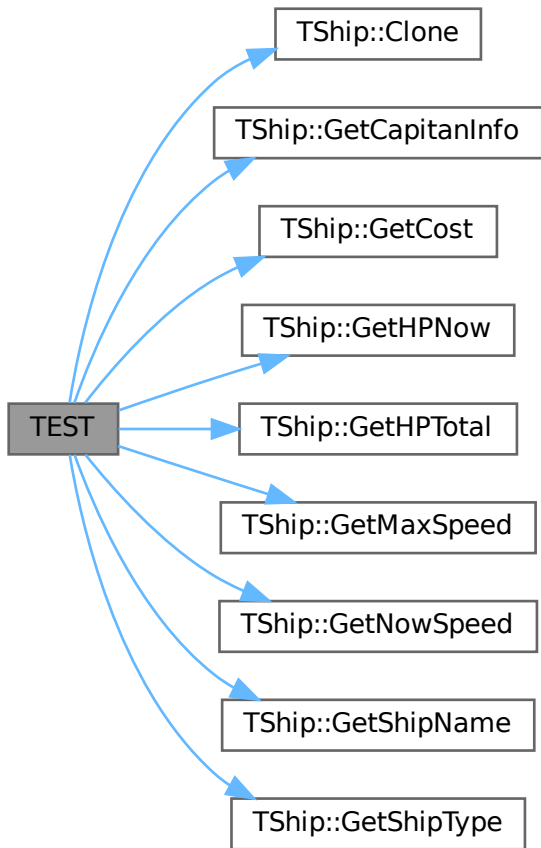 TShip::Clone
TShip::GetCapitanInfo
TShip::GetCost
TShip::GetHPNow
TEST
TShip::GetHPTotal
TShip::GetMaxSpeed
TShip::GetNowSpeed
TShip::GetShipName
TShip::GetShipType